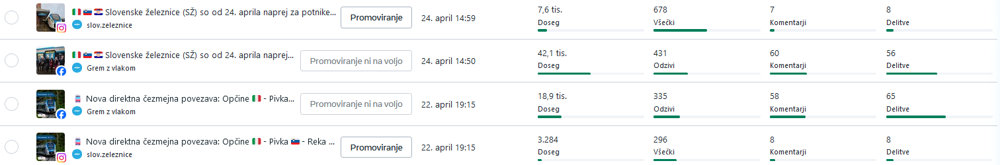 🇮🇹 🇸🇮 🇭🇷 Slovenske železnice (SŽ) so od 24. aprila naprej za potnike...
slov.zeleznice
Promoviranje
24. april 14:59
7,6 tis.
Doseg
678
Všečki
7
Komentarji
8
Delitve
🇮🇹 🇸🇮 🇭🇷 Slovenske železnice (SŽ) so od 24. aprila naprej...
Grem z vlakom
Promoviranje ni na voljo
24. april 14:50
42,1 tis.
Doseg
431
Odzivi
60
Komentarji
56
Delitve
🚆 Nova direktna čezmejna povezava: Opčine 🇮🇹 - Pivka...
Grem z vlakom
Promoviranje ni na voljo
22. april 19:15
18,9 tis.
Doseg
335
Odzivi
58
Komentarji
65
Delitve
🚆 Nova direktna čezmejna povezava: Opčine 🇮🇹 - Pivka 🇸🇮 - Reka ...
slov.zeleznice
Promoviranje
22. april 19:15
3.284
Doseg
296
Všečki
8
Komentarji
8
Delitve